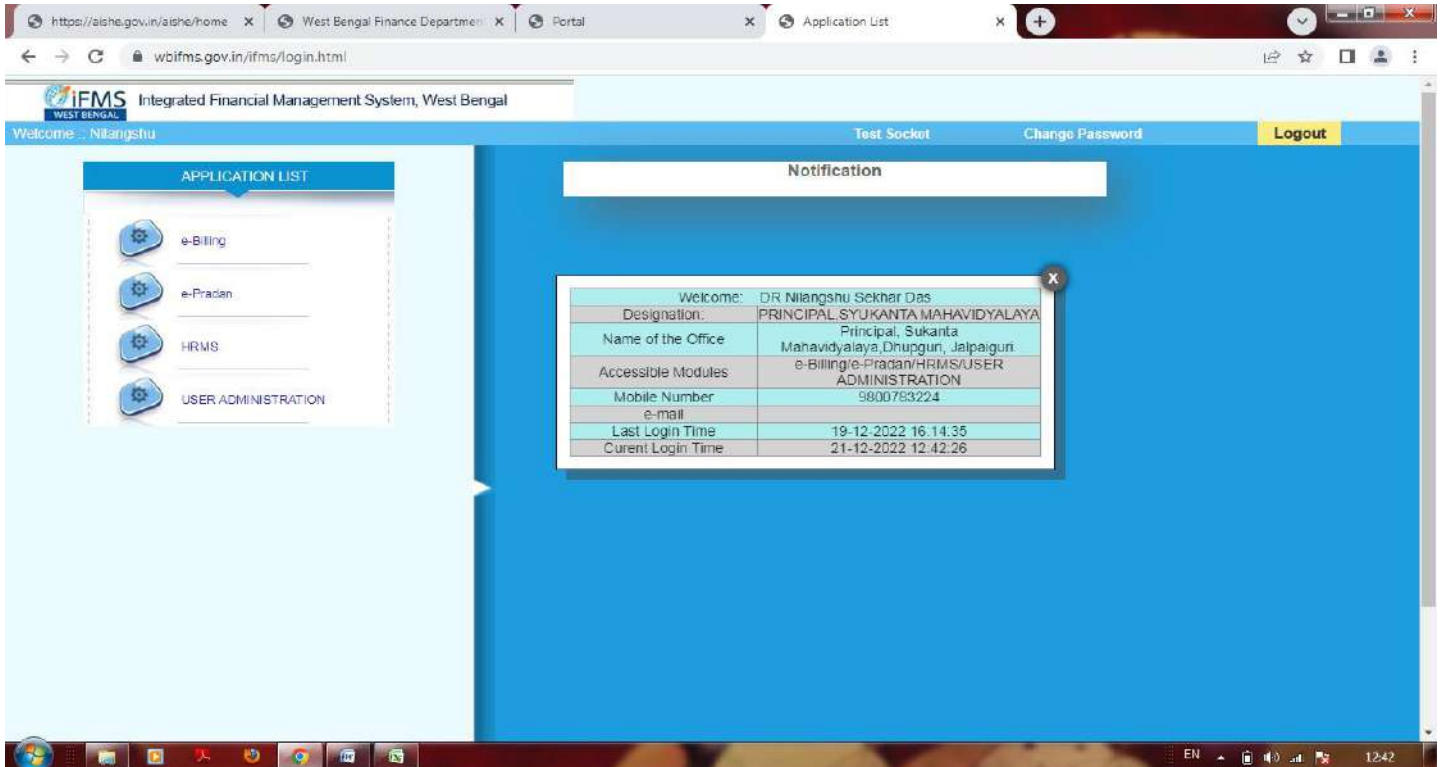 https://aishe.gov.in/aishe/home
West Bengal Finance Departmen
Portal
Application List
wbifms.gov.in/ifms/login.html
iFMS
WEST BENGAL
Integrated Financial Management System, West Bengal
Welcome .: Nilangshu
Test Socket
Change Password
Logout
APPLICATION LIST
e-Billing
e-Pradan
HRMS
USER ADMINISTRATION
Notification
X
Welcome: DR Nilangshu Sekhar Das
Designation: PRINCIPAL,SYUKANTA MAHAVIDYALAYA
Name of the Office Principal, Sukanta
Mahavidyalaya,Dhupguri, Jalpaiguri.
Accessible Modules e-Billing/e-Pradan/HRMS/USER
ADMINISTRATION
Mobile Number 9800783224
e-mail
Last Login Time 19-12-2022 16:14:35
Curent Login Time 21-12-2022 12:42:26
EN
12:42